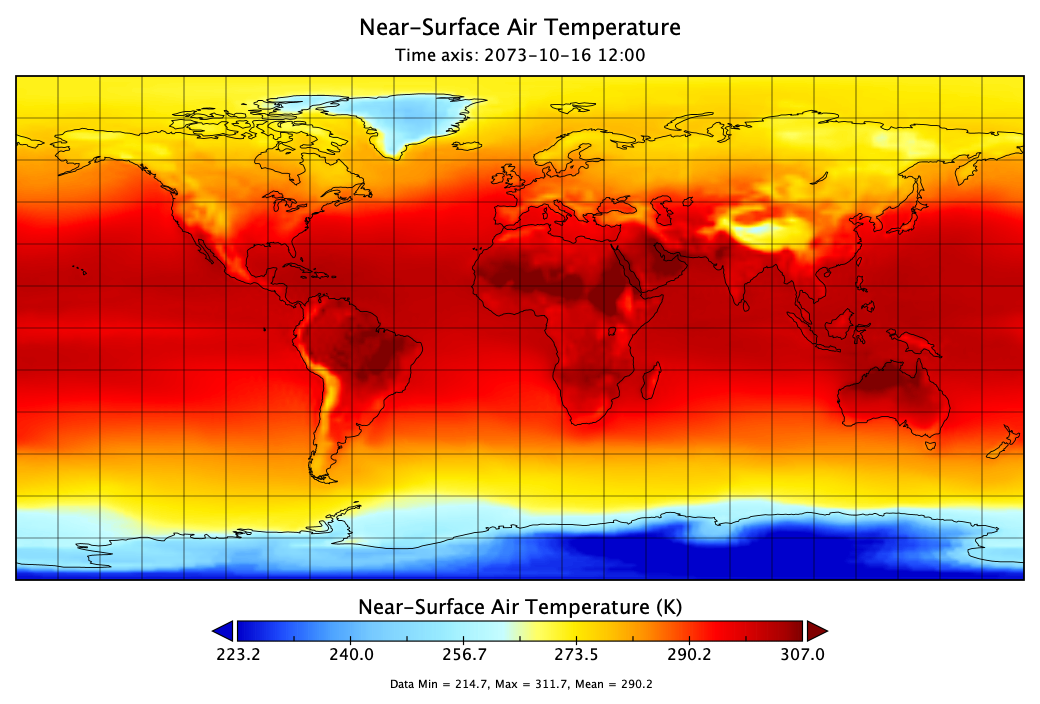 Near-Surface Air Temperature
Time axis: 2073-10-16 12:00
Near-Surface Air Temperature (K)
223.2 240.0 256.7 273.5 290.2 307.0
Data Min = 214.7, Max = 311.7, Mean = 290.2